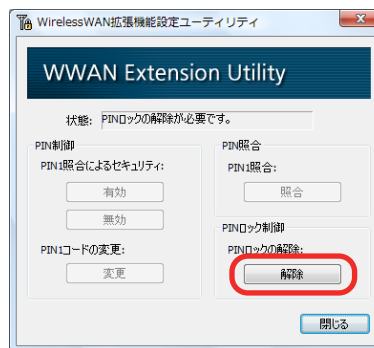 WirelessWAN拡張機能設定ユーティリティ
WWAN Extension Utility
状態: PINロックの解除が必要です。
PIN制御
PIN1照合によるセキュリティ:
有効
無効
PIN1コードの変更:
変更
PIN照合
PIN1照合:
照合
PINロック制御
PINロックの解除:
解除
閉じる